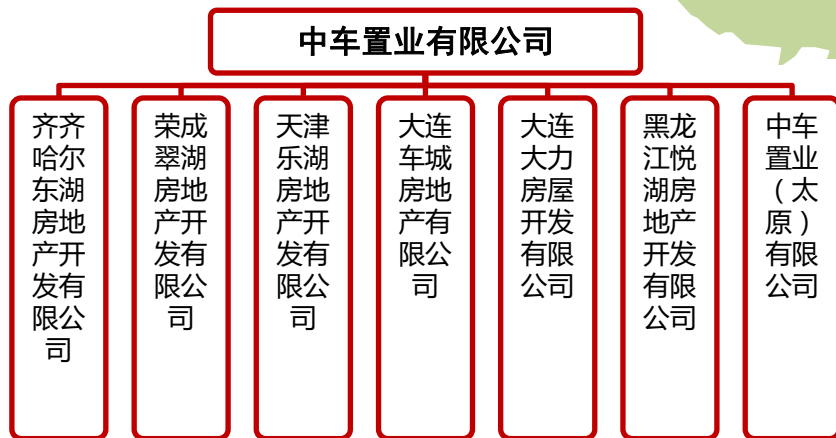 中车置业有限公司
齐齐
哈尔
东湖
房地
产开
发有
限公
司
荣成
翠湖
房地
产开
发有
限公
司
天津
乐湖
房地
产开
发有
限公
司
大连
车城
房地
产有
限公
司
大连
大力
房屋
开发
有限
公司
黑龙
江悦
湖房
地产
开发
有限
公司
中车
置业
（太
原）
有限
公司